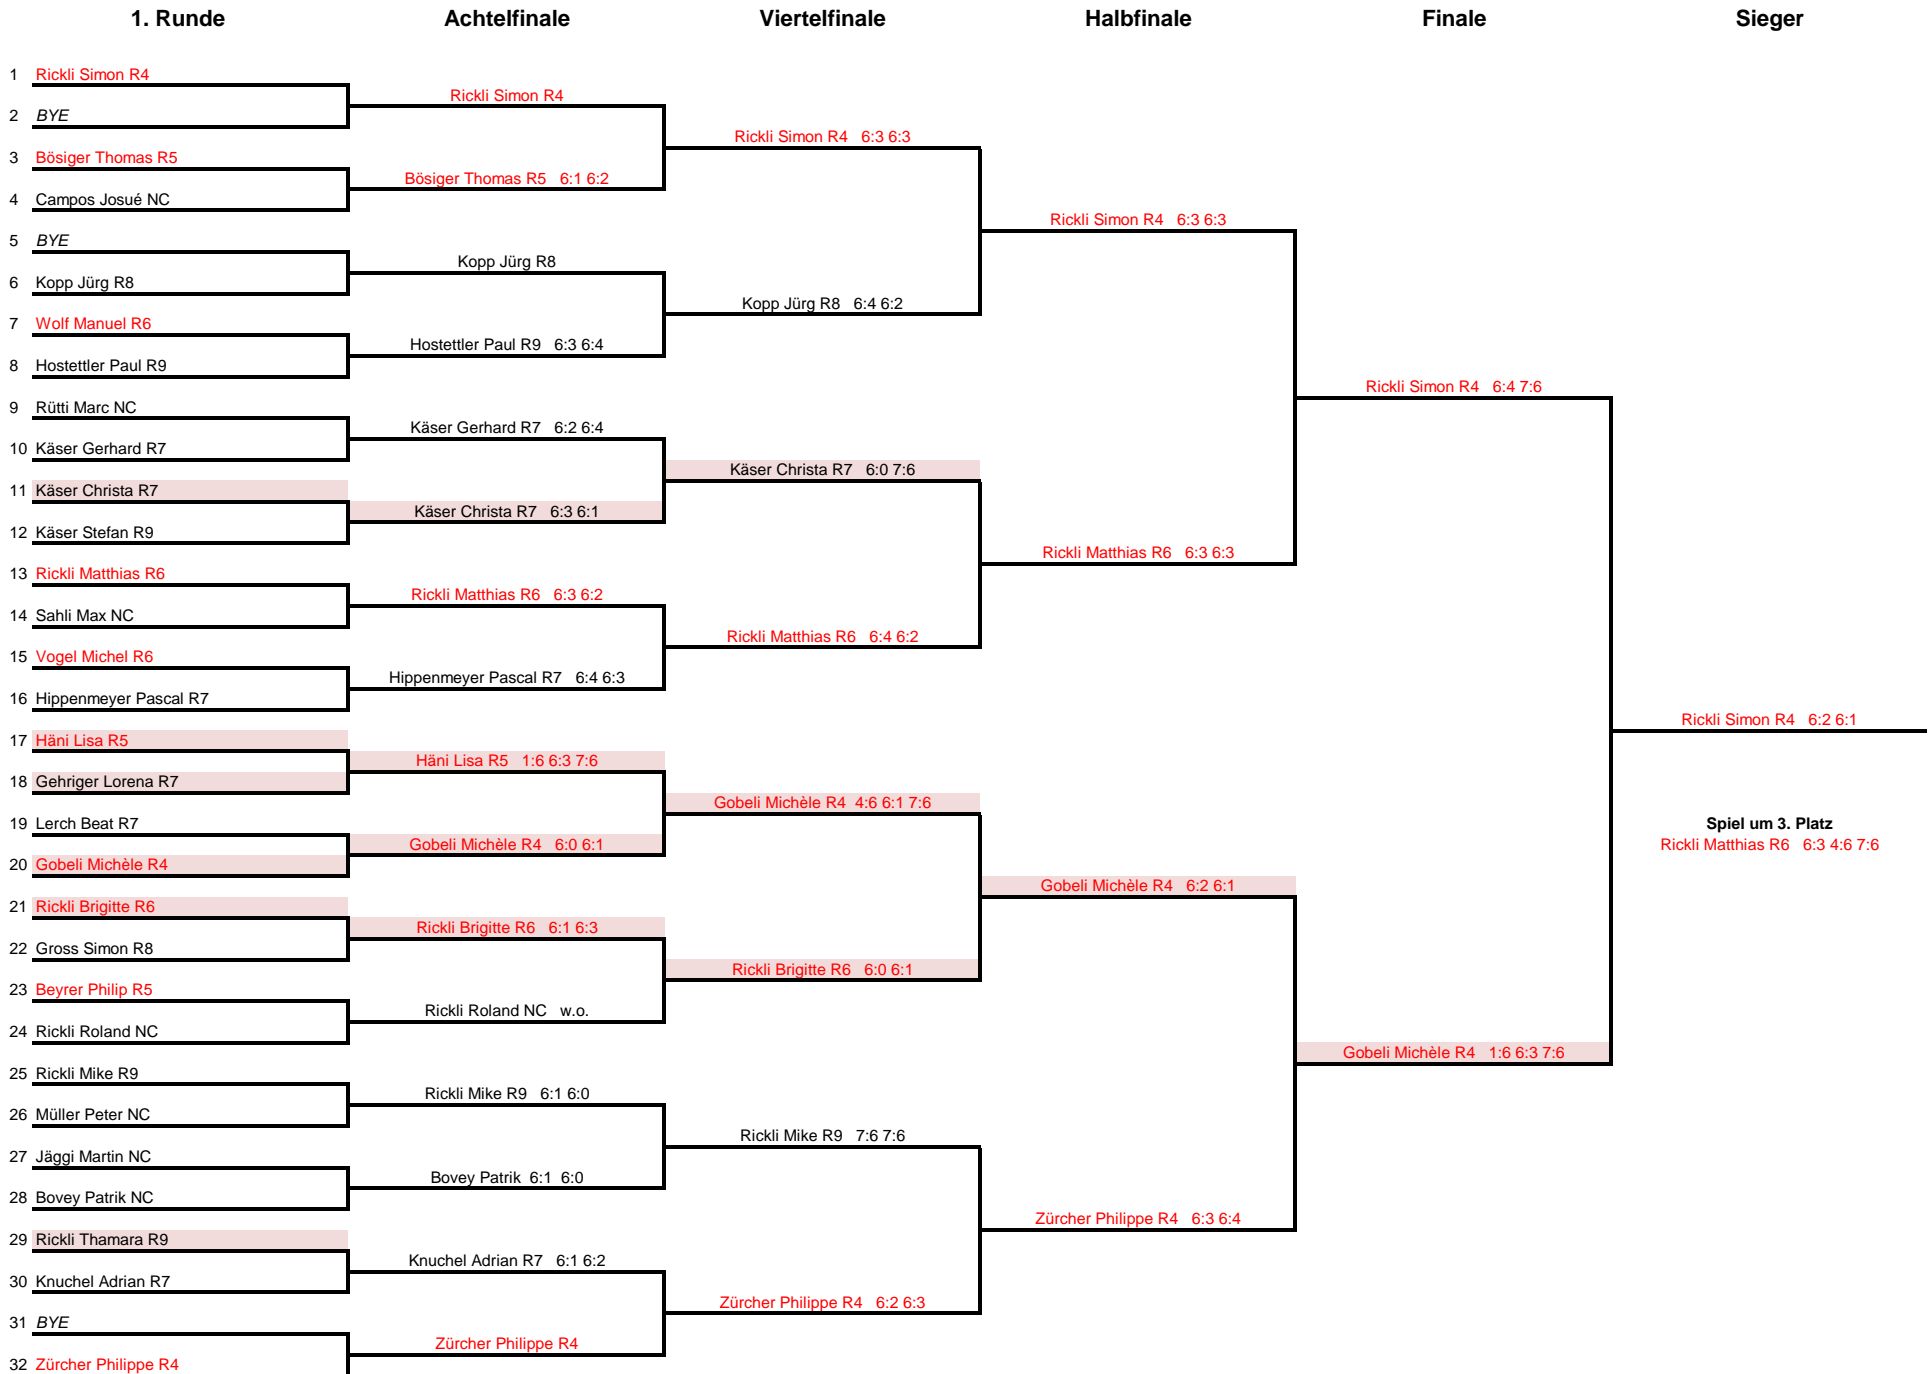 1. Runde Achtelfinale Viertelfinale Halbfinale Finale Sieger
1 Rickli Simon R4
Rickli Simon R4
2 BYE
Rickli Simon R4 6:3 6:3
3 Bösiger Thomas R5
Bösiger Thomas R5 6:1 6:2
4 Campos Josué NC
Rickli Simon R4 6:3 6:3
5 BYE
Kopp Jürg R8
6 Kopp Jürg R8
Kopp Jürg R8 6:4 6:2
7 Wolf Manuel R6
Hostettler Paul R9 6:3 6:4
8 Hostettler Paul R9
Rickli Simon R4 6:4 7:6
9 Rütti Marc NC
Käser Gerhard R7 6:2 6:4
10 Käser Gerhard R7
Käser Christa R7 6:0 7:6
11 Käser Christa R7
Käser Christa R7 6:3 6:1
12 Käser Stefan R9
Rickli Matthias R6 6:3 6:3
13 Rickli Matthias R6
Rickli Matthias R6 6:3 6:2
14 Sahli Max NC
Rickli Matthias R6 6:4 6:2
15 Vogel Michel R6
Hippenmeyer Pascal R7 6:4 6:3
16 Hippenmeyer Pascal R7
Rickli Simon R4 6:2 6:1
17 Häni Lisa R5
Häni Lisa R5 1:6 6:3 7:6
18 Gehriger Lorena R7
Gobeli Michèle R4 4:6 6:1 7:6
19 Lerch Beat R7
Spiel um 3. Platz
Gobeli Michèle R4 6:0 6:1
Rickli Matthias R6 6:3 4:6 7:6
20 Gobeli Michèle R4
Gobeli Michèle R4 6:2 6:1
21 Rickli Brigitte R6
Rickli Brigitte R6 6:1 6:3
22 Gross Simon R8
Rickli Brigitte R6 6:0 6:1
23 Beyrer Philip R5
Rickli Roland NC w.o.
24 Rickli Roland NC
Gobeli Michèle R4 1:6 6:3 7:6
25 Rickli Mike R9
Rickli Mike R9 6:1 6:0
26 Müller Peter NC
Rickli Mike R9 7:6 7:6
27 Jäggi Martin NC
Bovey Patrik 6:1 6:0
28 Bovey Patrik NC
Zürcher Philippe R4 6:3 6:4
29 Rickli Thamara R9
Knuchel Adrian R7 6:1 6:2
30 Knuchel Adrian R7
Zürcher Philippe R4 6:2 6:3
31 BYE
Zürcher Philippe R4
32 Zürcher Philippe R4